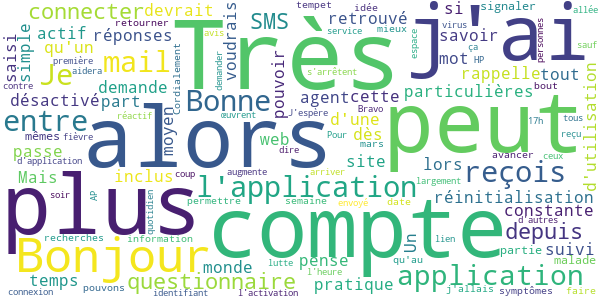 connecter devrait SMS retrouvé tempet idée si signaler allée
retourner Très j'ai virus
saisi simple actif qu'un réponses avis voudrais service mieux espace savoir ça personnes
Je mail demander s'arrêtent mot HP sauf
première aidera Cordialement pouvoir rappelle tout
contre désactivé demande part Bonne agent cette particulières bout
réactif œuvrent J'espère Bravo d'une peut 17h tous
entre alors moyen Pour dès reçu d'utilisation
mêmes fièvre web dire mars avancer ceux
passe site lors reçois
d'application Mais inclus coup augmente arriver réinitialisation
plus soir AP quotidien l'application largement d'autres
permettre semaine envoyé date constante
recherches information compte Un lien depuis
Bonjour monde lutte pense qu'au partie suivi
temps questionnaire l'heure application malade
pouvons pratique j'allais symptômes
connexion identifiant l'activation faire